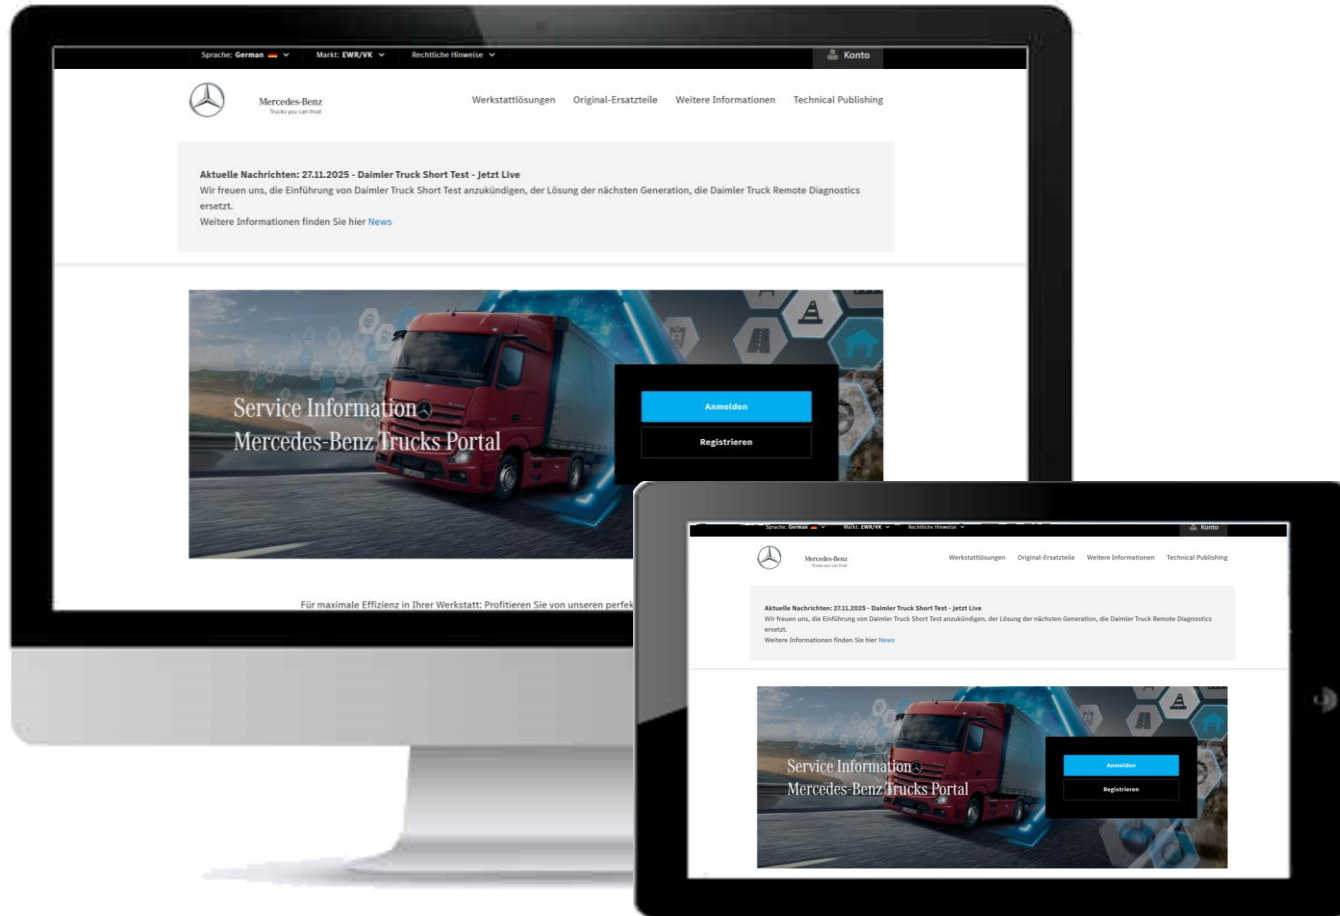 Sprache: German
Markt: EWR/VK
Rechtliche Hinweise
Konto
Mercedes-Benz
Trucks you can trust
Werkstattlösungen
Original-Ersatzteile
Weitere Informationen
Technical Publishing
Aktuelle Nachrichten: 27.11.2025 - Daimler Truck Short Test - Jetzt Live
Wir freuen uns, die Einführung von Daimler Truck Short Test anzukündigen, der Lösung der nächsten Generation, die Daimler Truck Remote Diagnostics
ersetzt.
Weitere Informationen finden Sie hier News
Service Information
Mercedes-Benz Trucks Portal
Anmelden
Registrieren
Für maximale Effizienz in Ihrer Werkstatt: Profitieren Sie von unseren perfek
Sprache: German
Markt: EWR/VK
Rechtliche Hinweise
Konto
Mercedes-Benz
Trucks you can trust
Werkstattlösungen
Original-Ersatzteile
Weitere Informationen
Technical Publishing
Aktuelle Nachrichten: 27.11.2025 - Daimler Truck Short Test - Jetzt Live
Wir freuen uns, die Einführung von Daimler Truck Short Test anzukündigen, der Lösung der nächsten Generation, die Daimler Truck Remote Diagnostics
ersetzt.
Weitere Informationen finden Sie hier News
Service Information
Mercedes-Benz Trucks Portal
Anmelden
Registrieren